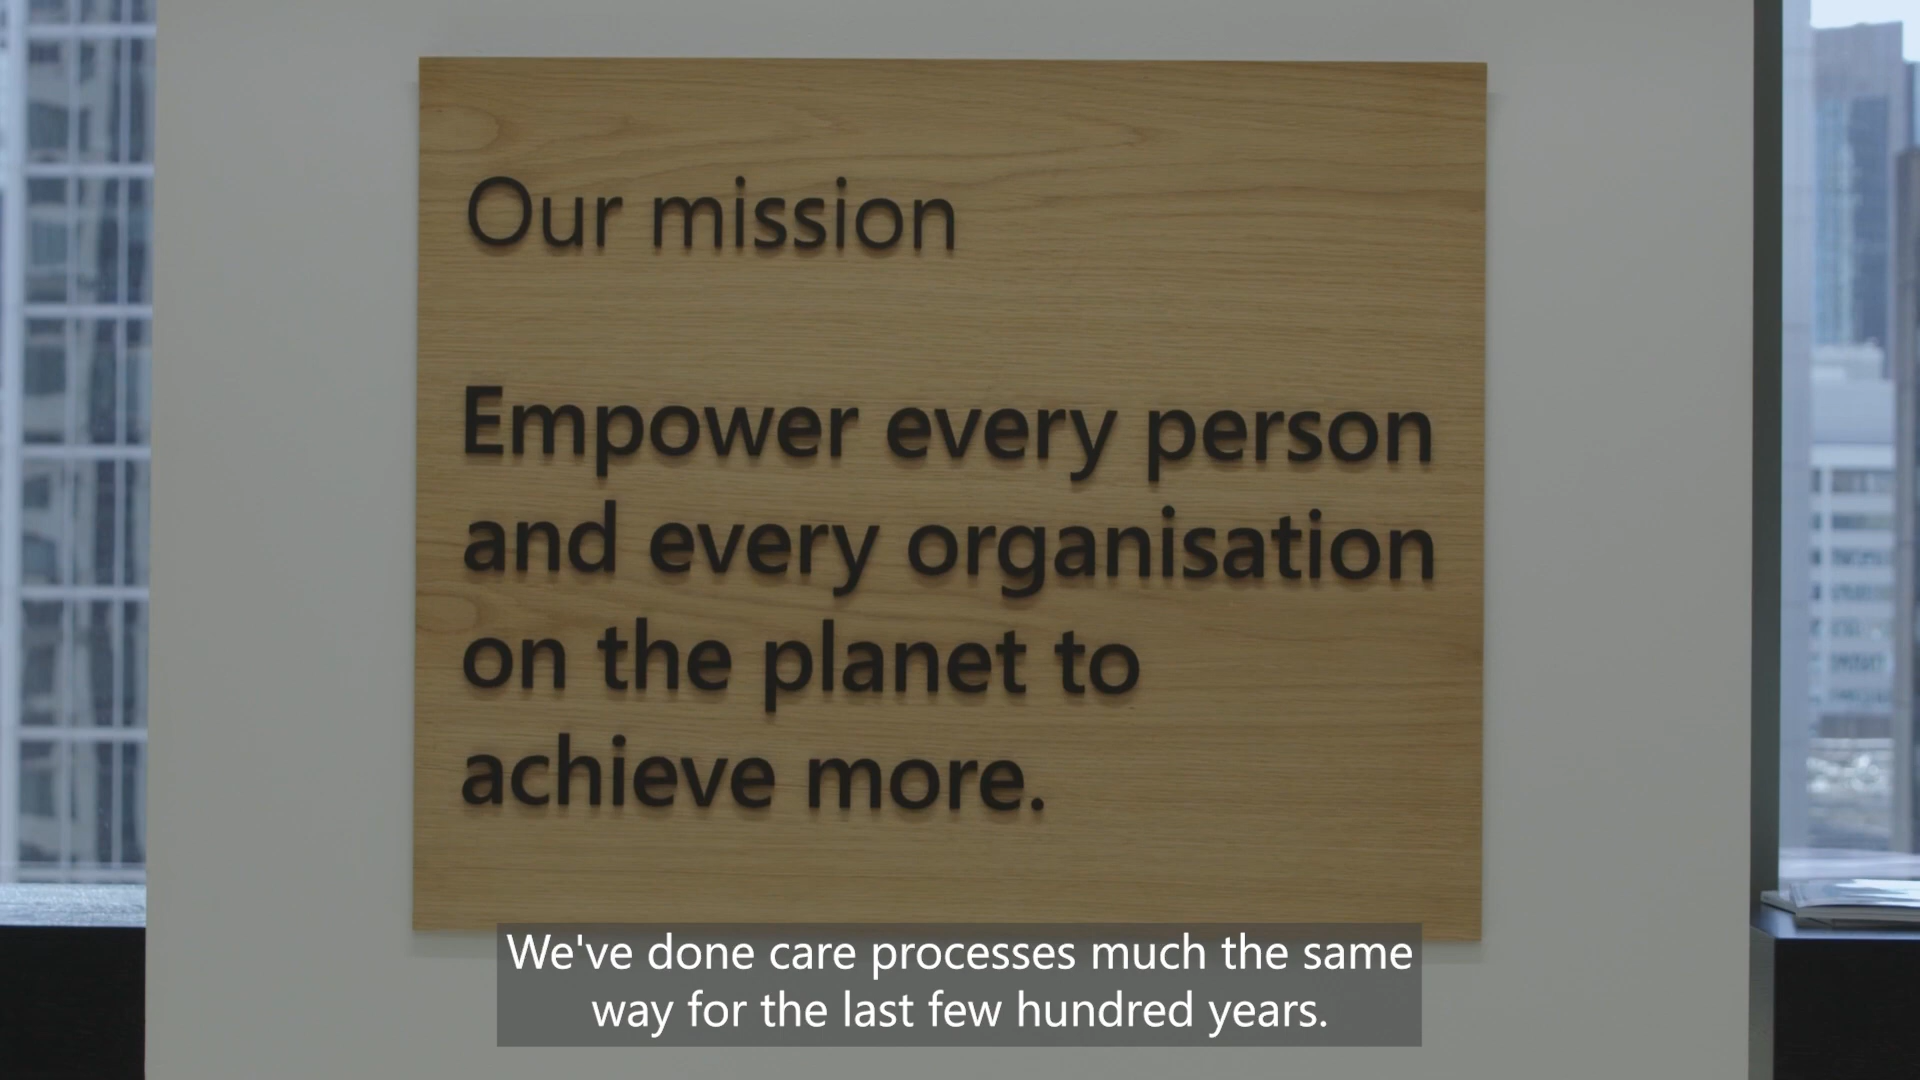 Our mission
Empower every person
and every organisation
on the planet to
achieve more.
We've done care processes much the same
way for the last few hundred years.